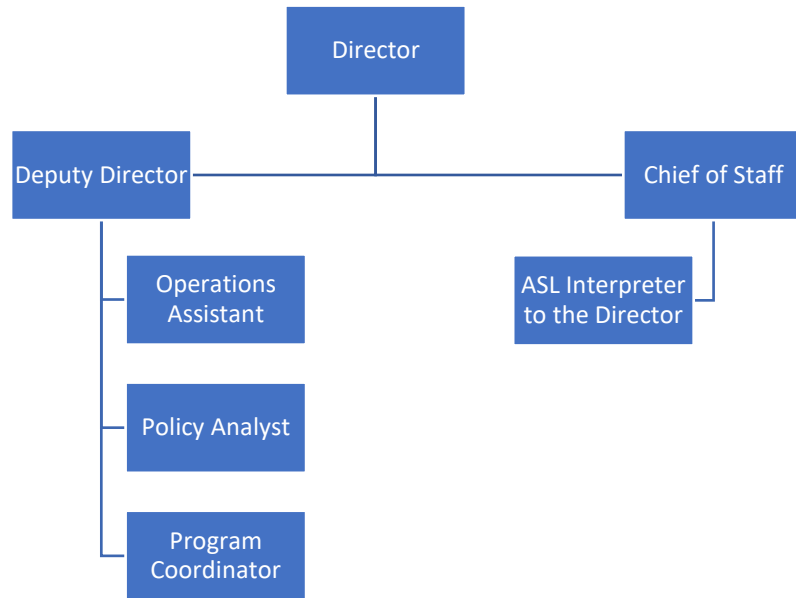 Director
Deputy Director
Chief of Staff
Operations
Assistant
ASL Interpreter
to the Director
Policy Analyst
Program
Coordinator